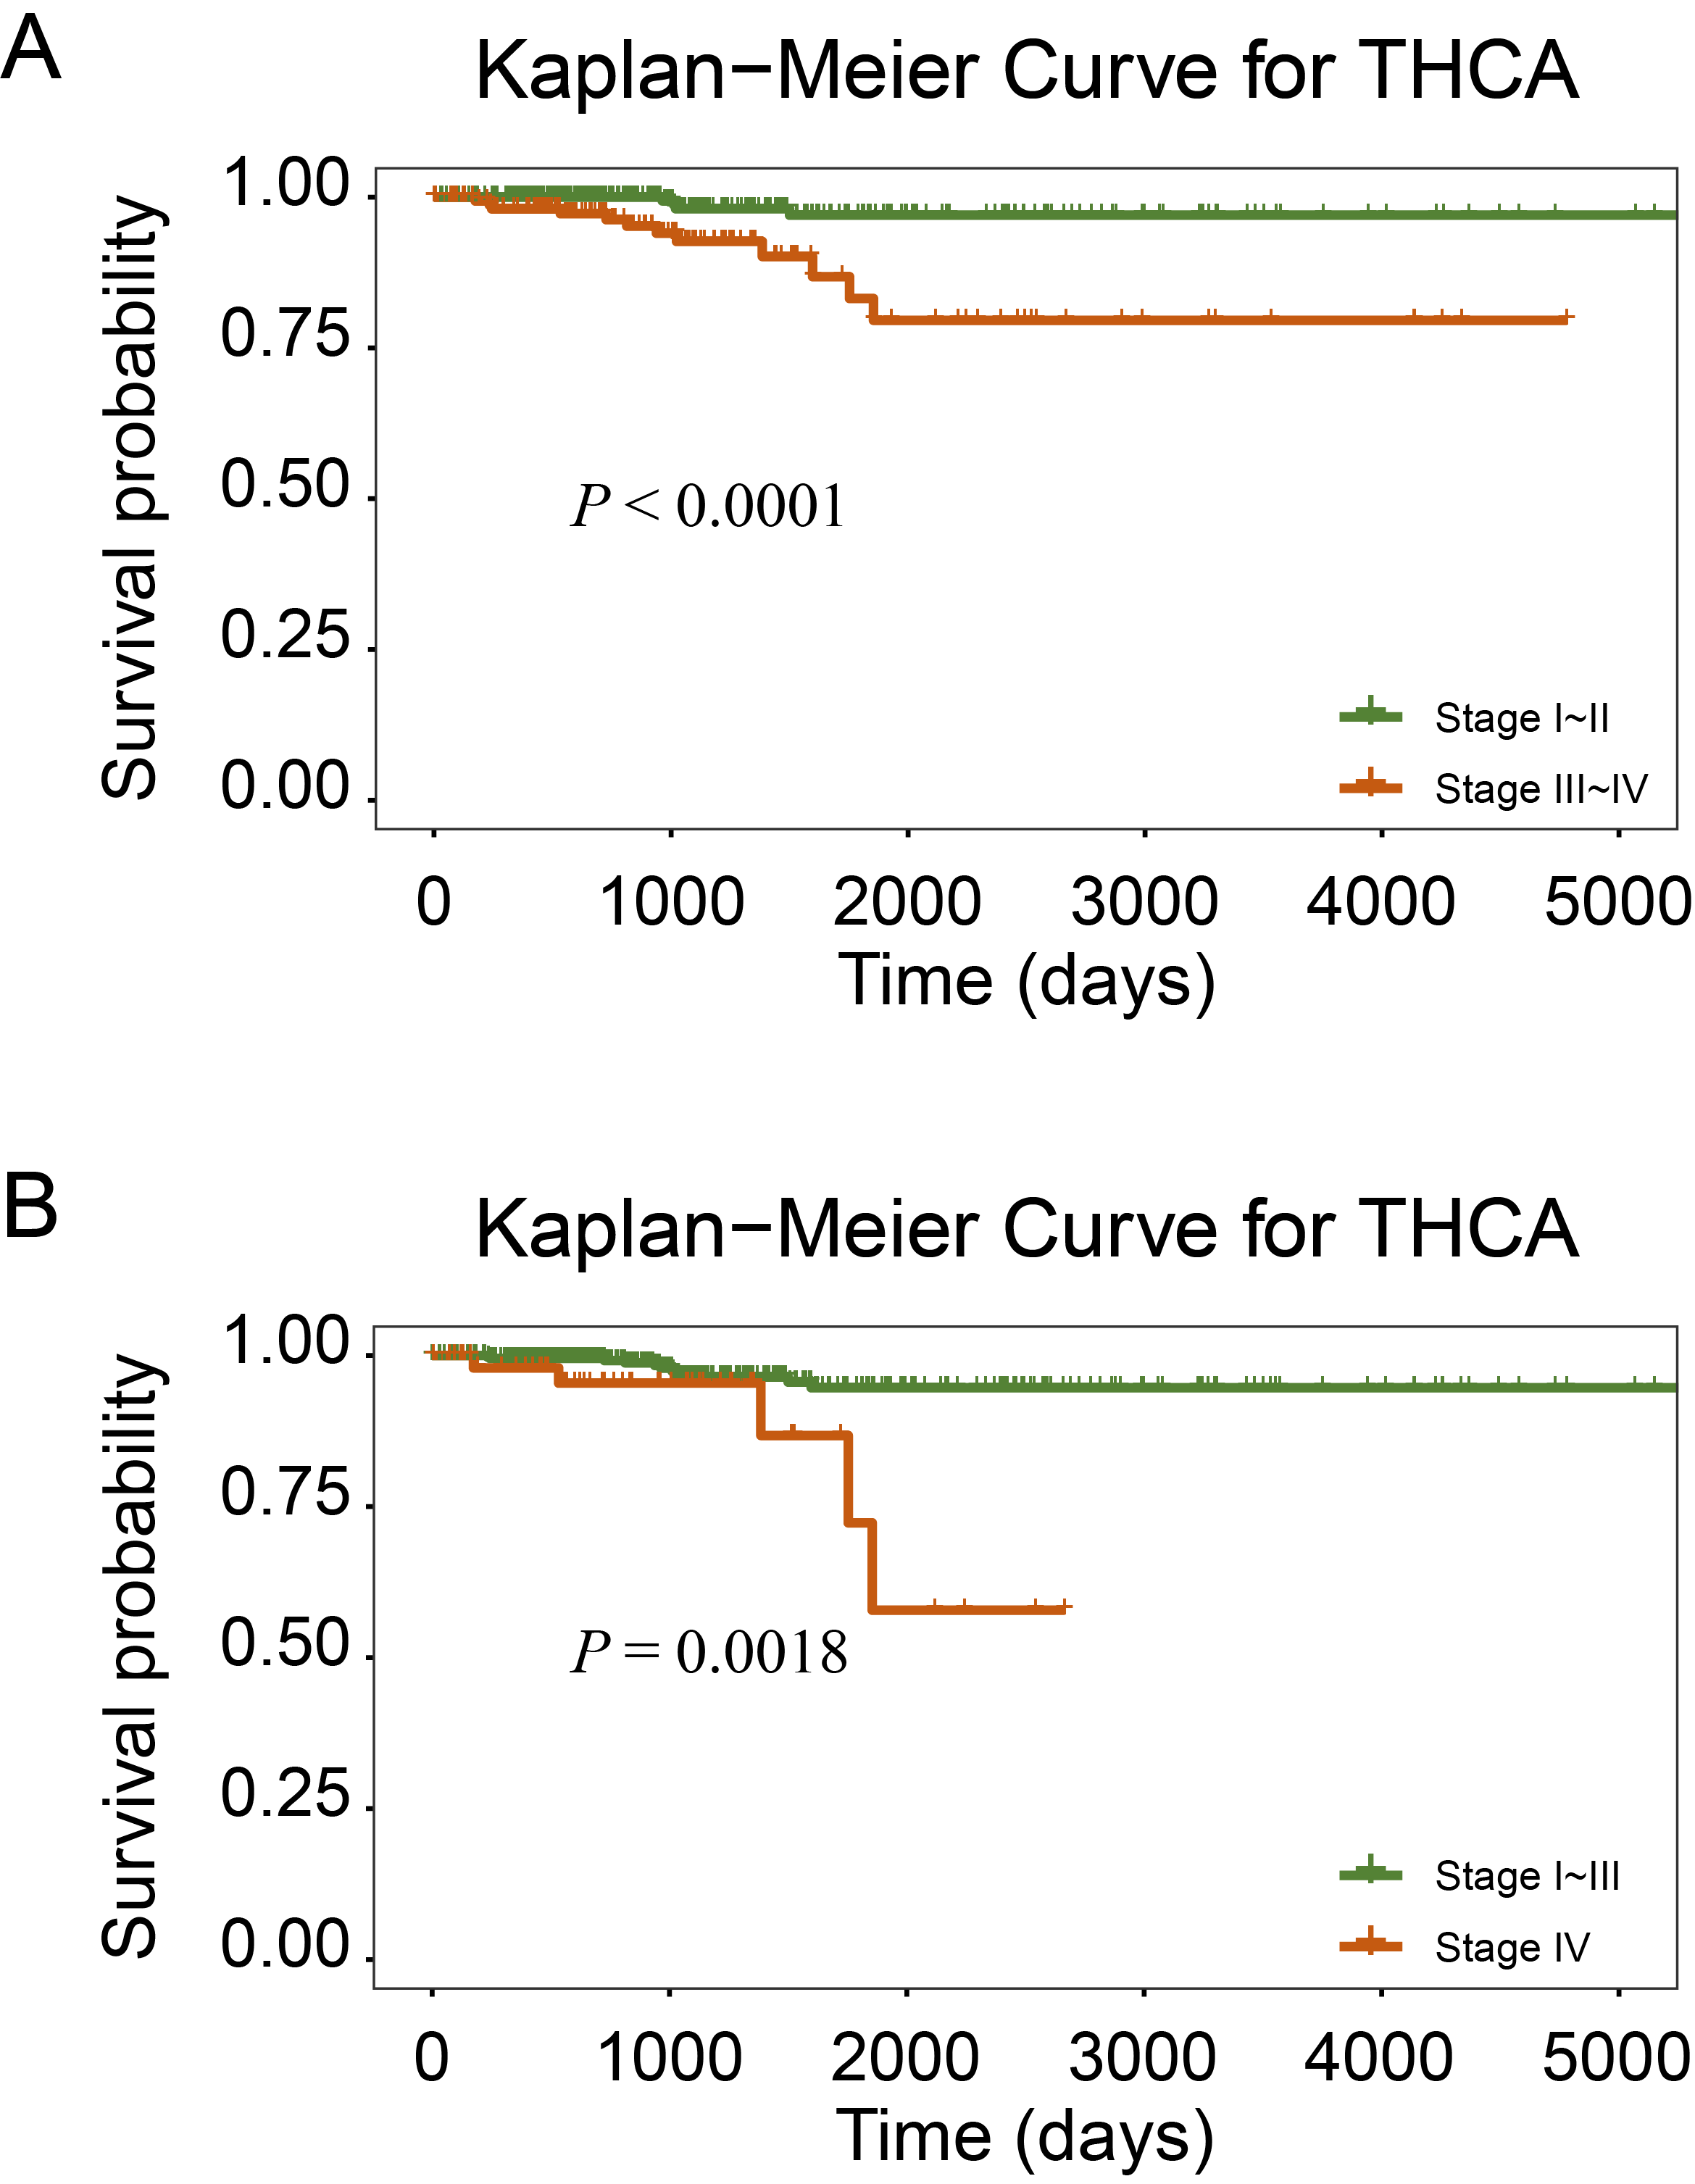 A
Kaplan−Meier Curve for THCA
Survival probability
1.00
0.75
0.50
0.25
0.00
P < 0.0001
Stage I~II
Stage III~IV
0 1000 2000 3000 4000 5000
Time (days)
B
Kaplan−Meier Curve for THCA
Survival probability
1.00
0.75
0.50
0.25
0.00
P = 0.0018
Stage I~III
Stage IV
0 1000 2000 3000 4000 5000
Time (days)